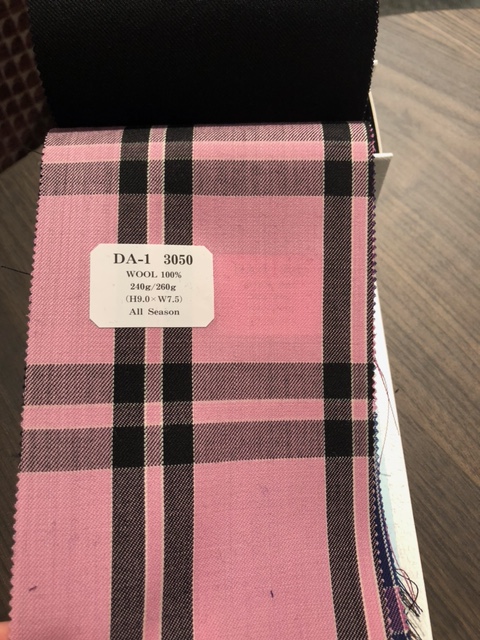 DA-1 3050
WOOL 100%
240g/260g
(H9.0×W7.5)
All Season